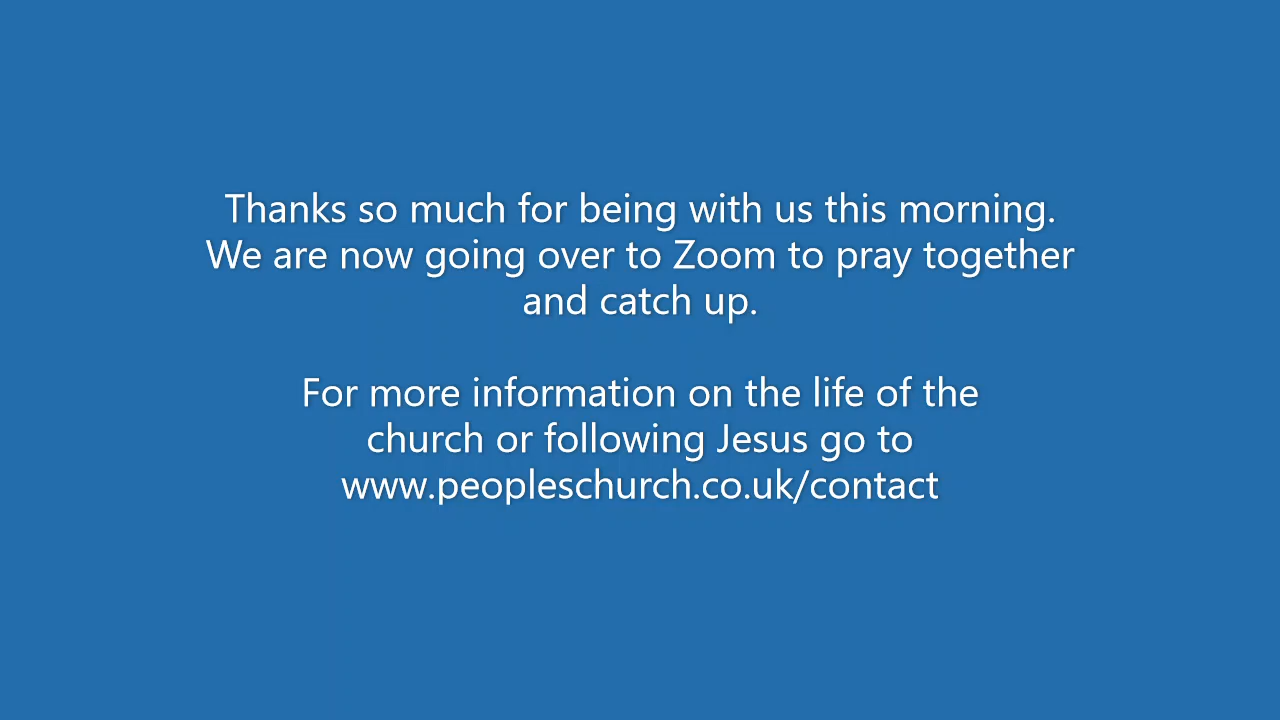 Thanks so much for being with us this morning.
We are now going over to Zoom to pray together
and catch up.
For more information on the life of the
church or following Jesus go to
www.peopleschurch.co.uk/contact